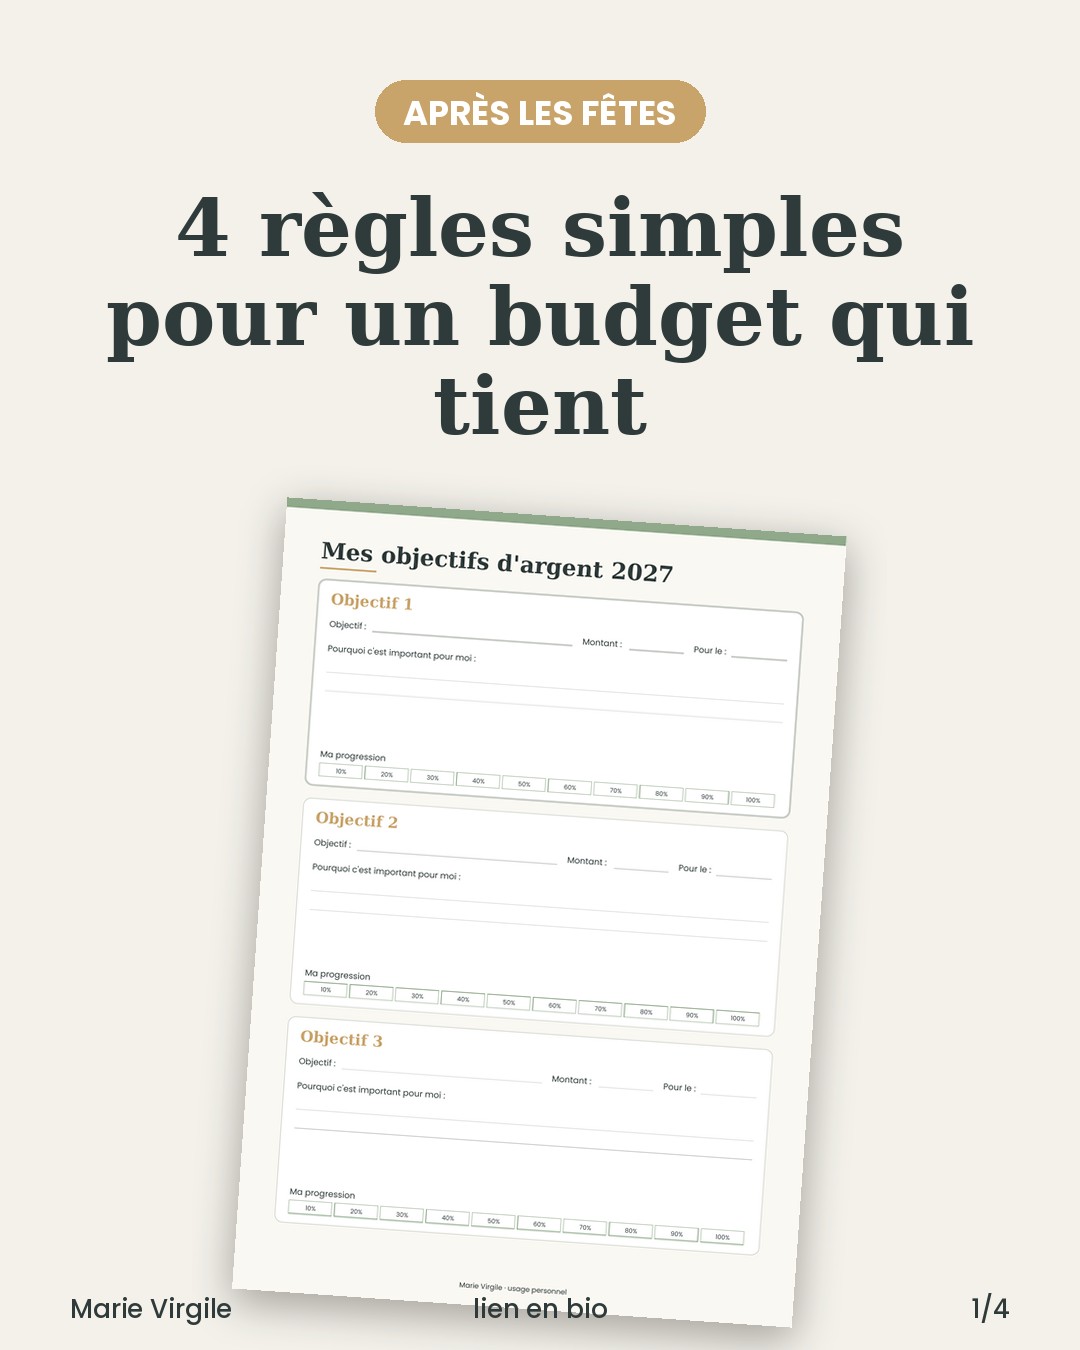 APRÈS LES FÊTES
4 règles simples
pour un budget qui
tient
Mes objectifs d'argent 2027
Objectif 1
Objectif : Montant : Pour le :
Pourquoi c'est important pour moi :
Ma progression
10% 20% 30% 40% 50% 60% 70% 80% 90% 100%
Objectif 2
Objectif : Montant : Pour le :
Pourquoi c'est important pour moi :
Ma progression
10% 20% 30% 40% 50% 60% 70% 80% 90% 100%
Objectif 3
Objectif : Montant : Pour le :
Pourquoi c'est important pour moi :
Ma progression
10% 20% 30% 40% 50% 60% 70% 80% 90% 100%
Marie Virgile · usage personnel
Marie Virgile lien en bio 1/4